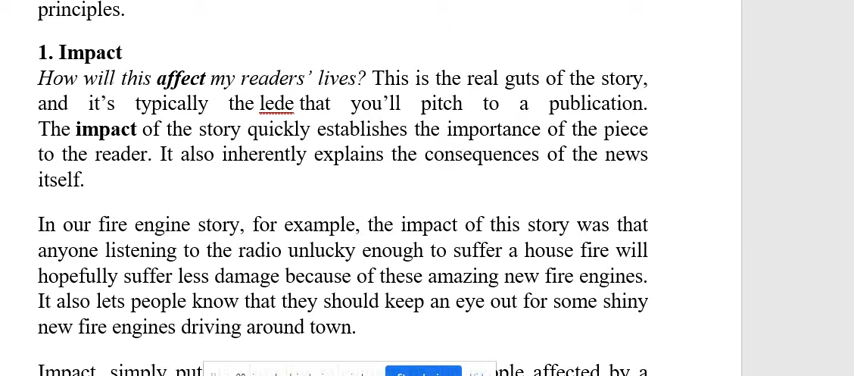 principles.
1. Impact
How will this affect my readers' lives? This is the real guts of the story,
and it's typically the lede that you'll pitch to a publication.
The impact of the story quickly establishes the importance of the piece
to the reader. It also inherently explains the consequences of the news
itself.
In our fire engine story, for example, the impact of this story was that
anyone listening to the radio unlucky enough to suffer a house fire will
hopefully suffer less damage because of these amazing new fire engines.
It also lets people know that they should keep an eye out for some shiny
new fire engines driving around town.
Impact, simply put affected by a